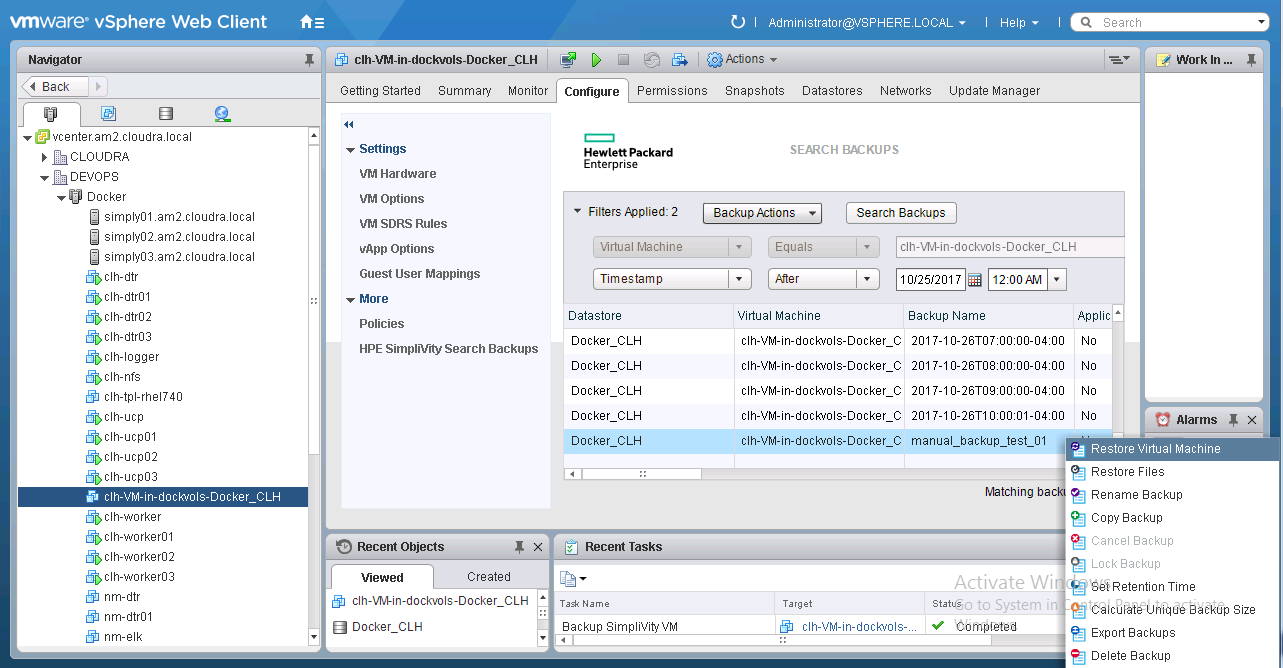 vmware® vSphere Web Client
Administrator@VSPHERE.LOCAL
Help
Search
Navigator
Back
vcenter.am2.cloudra.local
CLOUDRA
DEVOPS
Docker
simply01.am2.cloudra.local
simply02.am2.cloudra.local
simply03.am2.cloudra.local
clh-dtr
clh-dtr01
clh-dtr02
clh-dtr03
clh-logger
clh-nfs
clh-tpl-rhel740
clh-ucp
clh-ucp01
clh-ucp02
clh-ucp03
clh-VM-in-dockvols-Docker_CLH
clh-worker
clh-worker01
clh-worker02
clh-worker03
nm-dtr
nm-dtr01
nm-elk
clh-VM-in-dockvols-Docker_CLH
Actions
Getting Started Summary Monitor Configure Permissions Snapshots Datastores Networks Update Manager
Settings
VM Hardware
VM Options
VM SDRS Rules
vApp Options
Guest User Mappings
More
Policies
HPE SimpliVity Search Backups
Hewlett Packard
Enterprise
SEARCH BACKUPS
Filters Applied: 2 Backup Actions Search Backups
Virtual Machine Equals clh-VM-in-dockvols-Docker_CLH
Timestamp After 10/25/2017 12:00 AM
Datastore Virtual Machine Backup Name Applic
Docker_CLH clh-VM-in-dockvols-Docker_C 2017-10-26T07:00:00-04:00 No
Docker_CLH clh-VM-in-dockvols-Docker_C 2017-10-26T08:00:00-04:00 No
Docker_CLH clh-VM-in-dockvols-Docker_C 2017-10-26T09:00:00-04:00 No
Docker_CLH clh-VM-in-dockvols-Docker_C 2017-10-26T10:00:01-04:00 No
Docker_CLH clh-VM-in-dockvols-Docker_C manual_backup_test_01
Matching backu
Work In ...
Alarms
Restore Virtual Machine
Restore Files
Rename Backup
Copy Backup
Cancel Backup
Lock Backup
Set Retention Time
Calculate Unique Backup Size
Export Backups
Delete Backup
Recent Objects
Viewed Created
clh-VM-in-dockvols-Docker_CLH
Docker_CLH
Recent Tasks
Task Name Target Status
Backup SimpliVity VM clh-VM-in-dockvols-... Completed
Activate Windows
Go to System in Control Panel to activate
Windows.